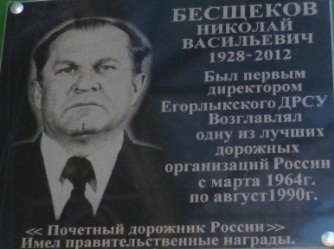 БЕСЩЕКОВ
НИКОЛАЙ
ВАСИЛЬЕВИЧ
1928-2012
Был первым
директором
Егорлыкского ДРСУ
Возглавлял
одну из лучших
дорожных
организаций России
с марта 1964г.
по август1990г.
<< Почетный дорожник России>>
Имел правительственные награды.